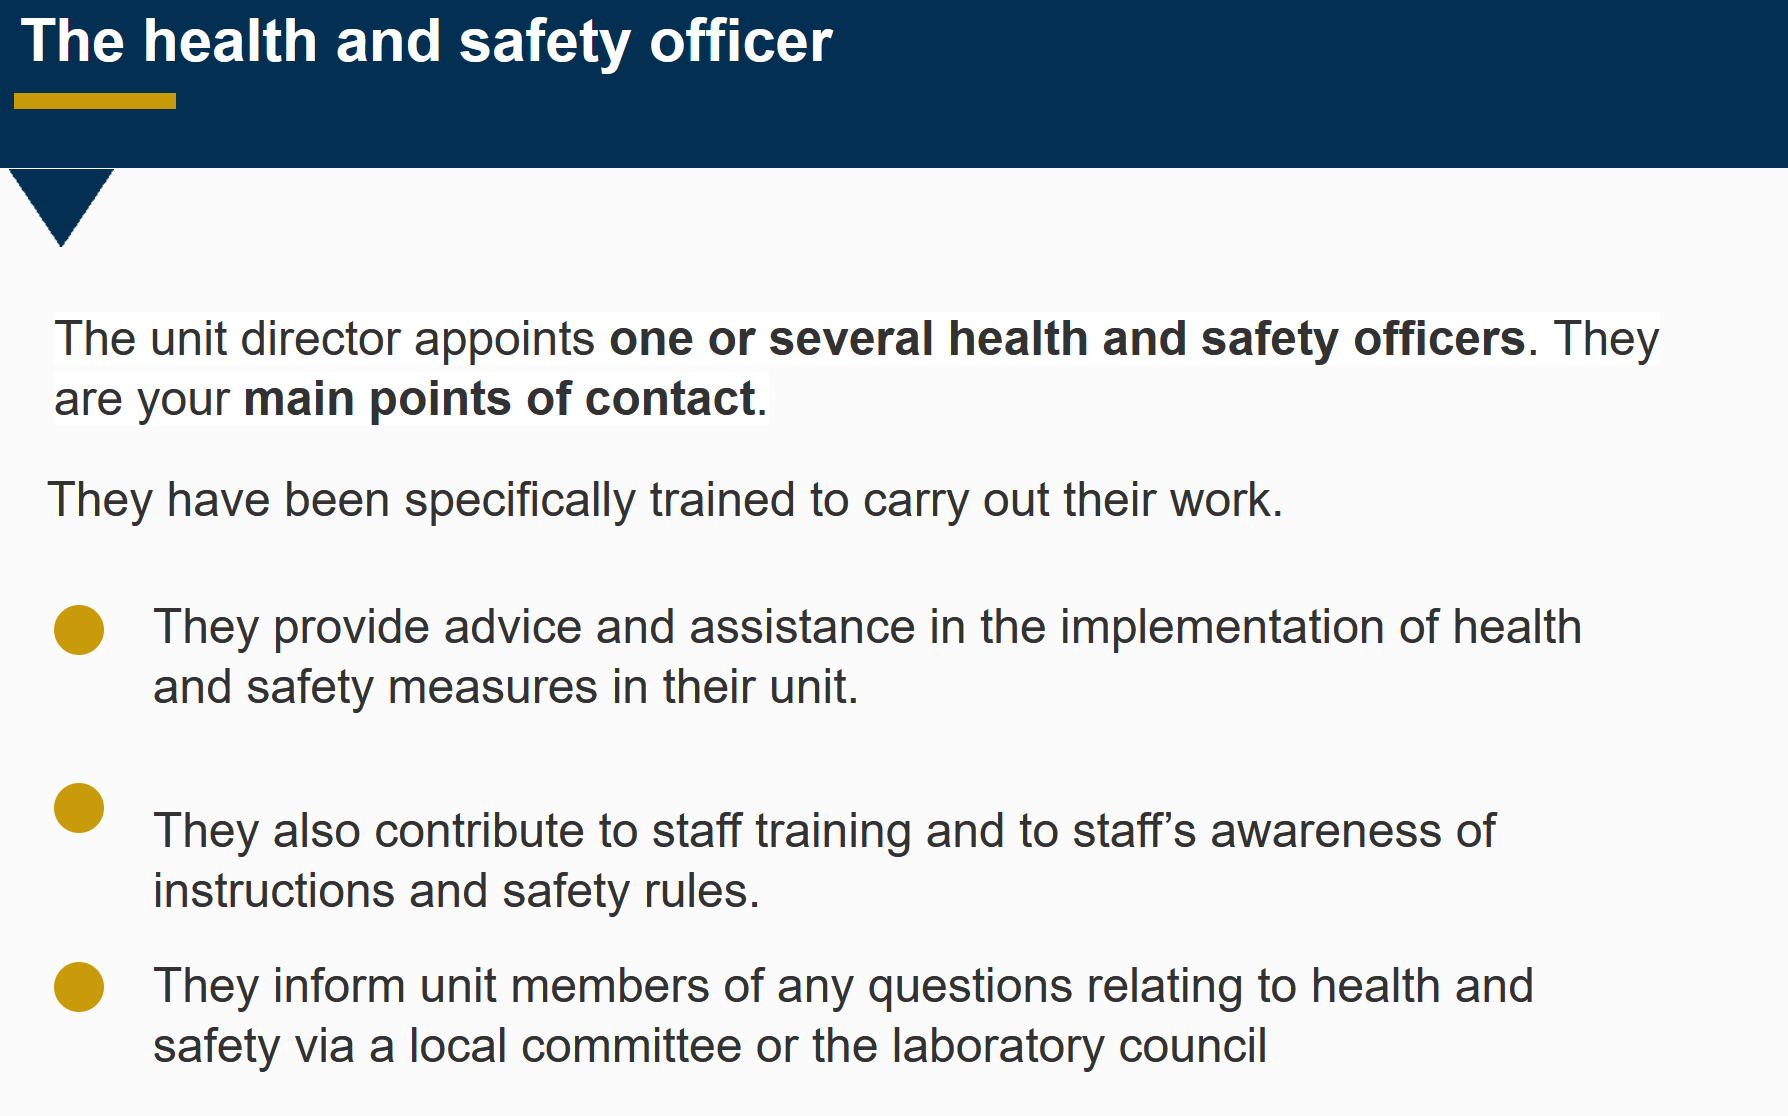 The health and safety officer
The unit director appoints one or several health and safety officers. They
are your main points of contact.
They have been specifically trained to carry out their work.
They provide advice and assistance in the implementation of health
and safety measures in their unit.
They also contribute to staff training and to staff’s awareness of
instructions and safety rules.
They inform unit members of any questions relating to health and
safety via a local committee or the laboratory council